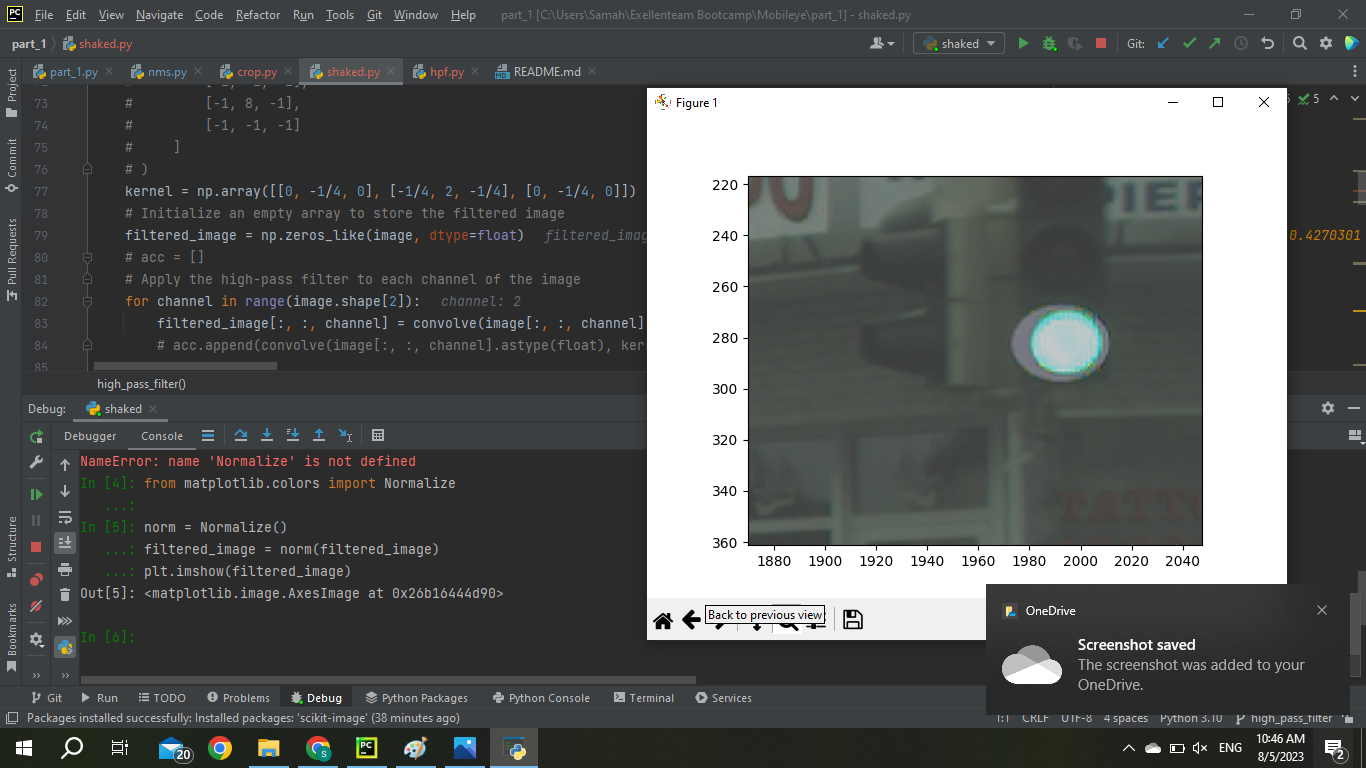 File Edit View Navigate Code Refactor Run Tools Git Window Help part_1 [C:\Users\Samah\Exellenteam Bootcamp\Mobileye\part_1] - shaked.py
part_1 shaked.py shaked Git:
part_1.py nms.py crop.py shaked.py hpf.py README.md
Project
Commit
Pull Requests
Structure
Bookmarks
73 # [-1, 8, -1],
74 # [-1, -1, -1]
75 # ]
76 # )
77 kernel = np.array([[0, -1/4, 0], [-1/4, 2, -1/4], [0, -1/4, 0]])
78 # Initialize an empty array to store the filtered image
79 filtered_image = np.zeros_like(image, dtype=float) filtered_imag
0.4270301
80 # acc = []
81 # Apply the high-pass filter to each channel of the image
82 for channel in range(image.shape[2]): channel: 2
83 filtered_image[:, :, channel] = convolve(image[:, :, channel]
84 # acc.append(convolve(image[:, :, channel].astype(float), ker
85
high_pass_filter()
Debug: shaked
Debugger Console
NameError: name 'Normalize' is not defined
In [4]: from matplotlib.colors import Normalize
...:
In [5]: norm = Normalize()
...: filtered_image = norm(filtered_image)
...: plt.imshow(filtered_image)
Out[5]: <matplotlib.image.AxesImage at 0x26b16444d90>
In [6]:
Figure 1
5
220
240
260
280
300
320
340
360
1880 1900 1920 1940 1960 1980 2000 2020 2040
PIER
TATTO
Back to previous view
OneDrive
Screenshot saved
The screenshot was added to your
OneDrive.
Git Run TODO Problems Debug Python Packages Python Console Terminal Services
Packages installed successfully: Installed packages: 'scikit-image' (38 minutes ago) 1:1 CRLF UTF-8 4 spaces Python 3.10 high_pass_filter
20
ENG
10:46 AM
8/5/2023
2